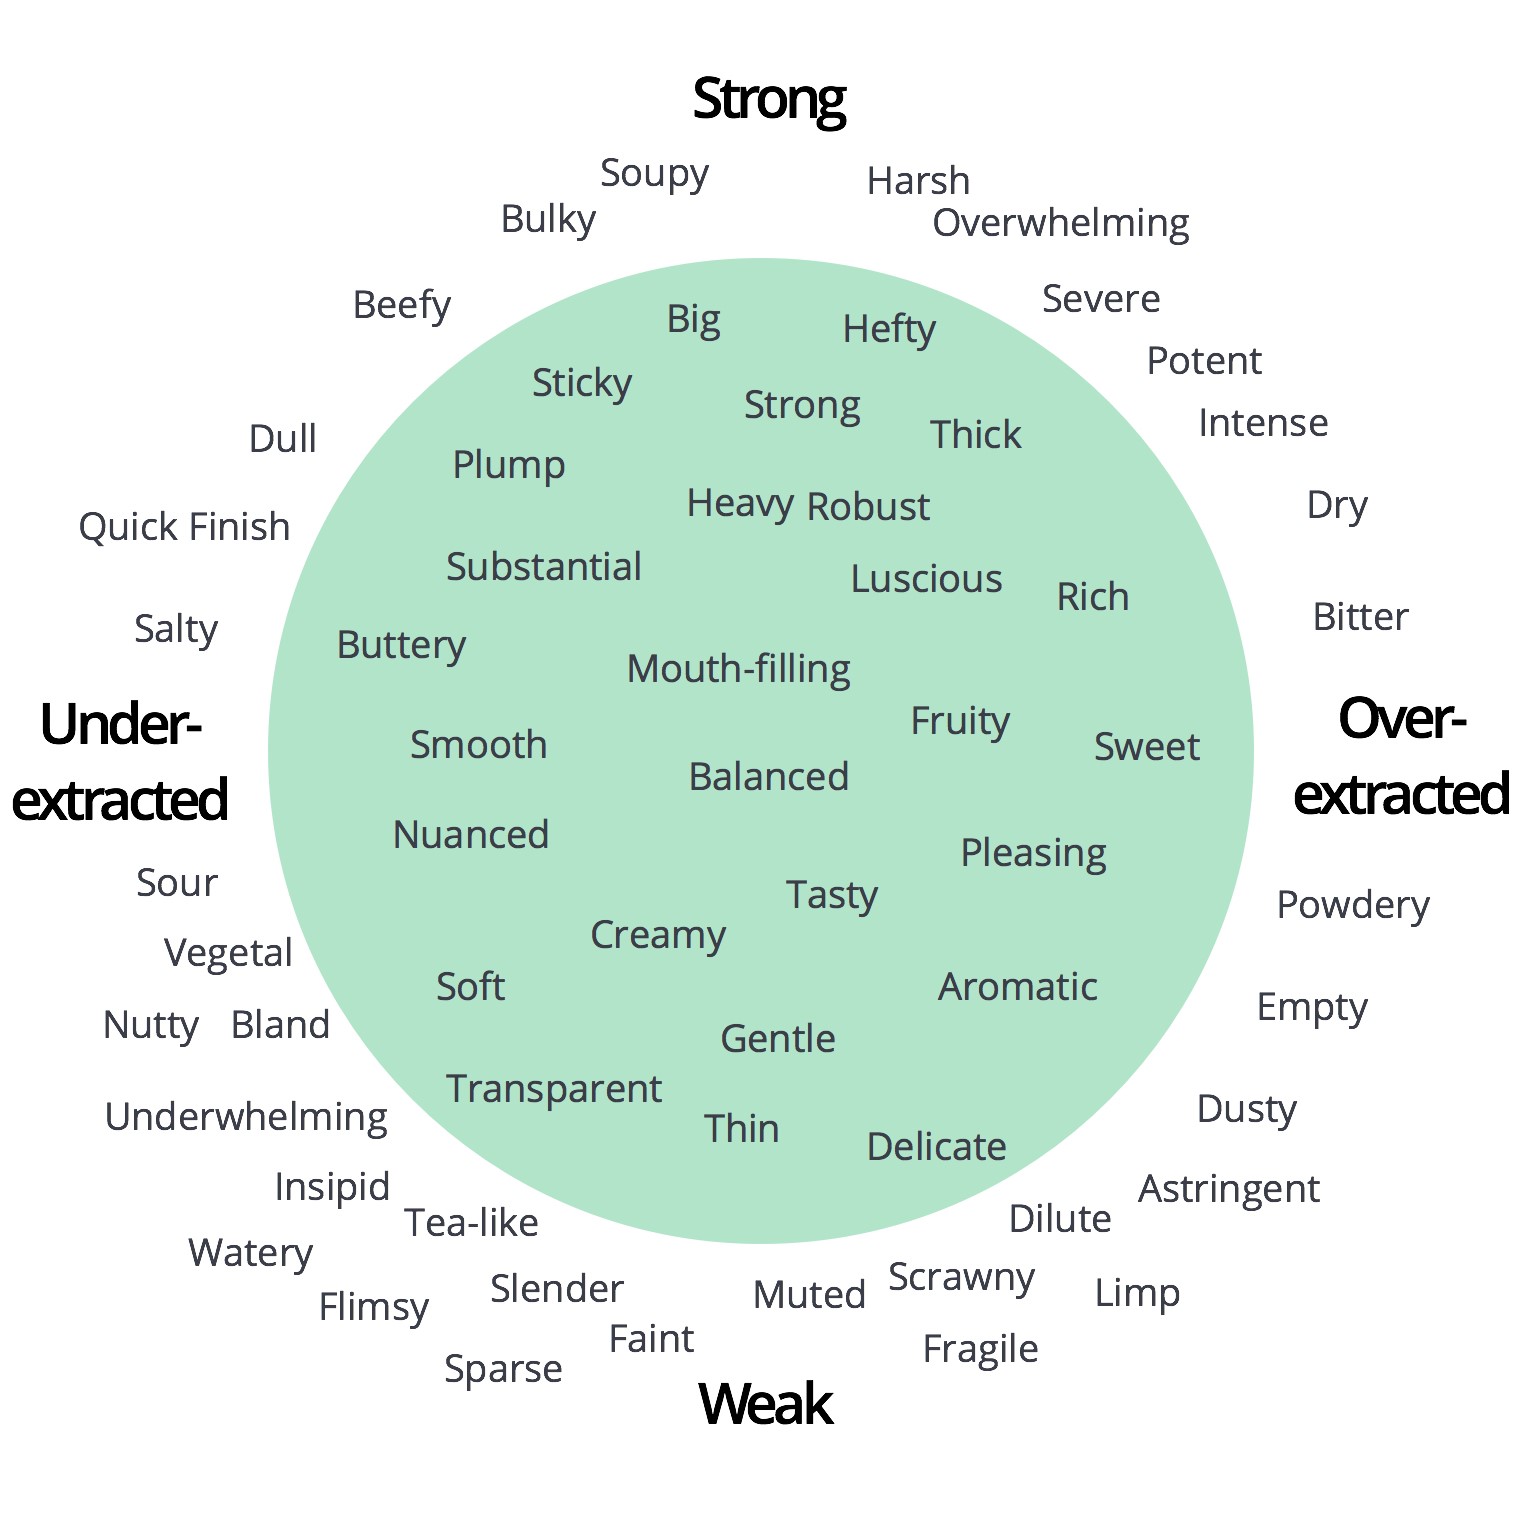 Strong
Soupy
Harsh
Bulky
Overwhelming
Beefy
Severe
Big
Hefty
Potent
Sticky
Strong
Intense
Dull
Thick
Plump
Heavy Robust
Dry
Quick Finish
Substantial
Luscious
Rich
Bitter
Salty
Buttery
Mouth-filling
Under-
extracted
Fruity
Over-
extracted
Smooth
Sweet
Balanced
Nuanced
Pleasing
Sour
Tasty
Powdery
Creamy
Vegetal
Soft
Aromatic
Empty
Nutty Bland
Gentle
Transparent
Underwhelming
Thin
Dusty
Delicate
Insipid
Astringent
Tea-like
Dilute
Watery
Slender
Muted
Scrawny
Limp
Flimsy
Faint
Fragile
Sparse
Weak